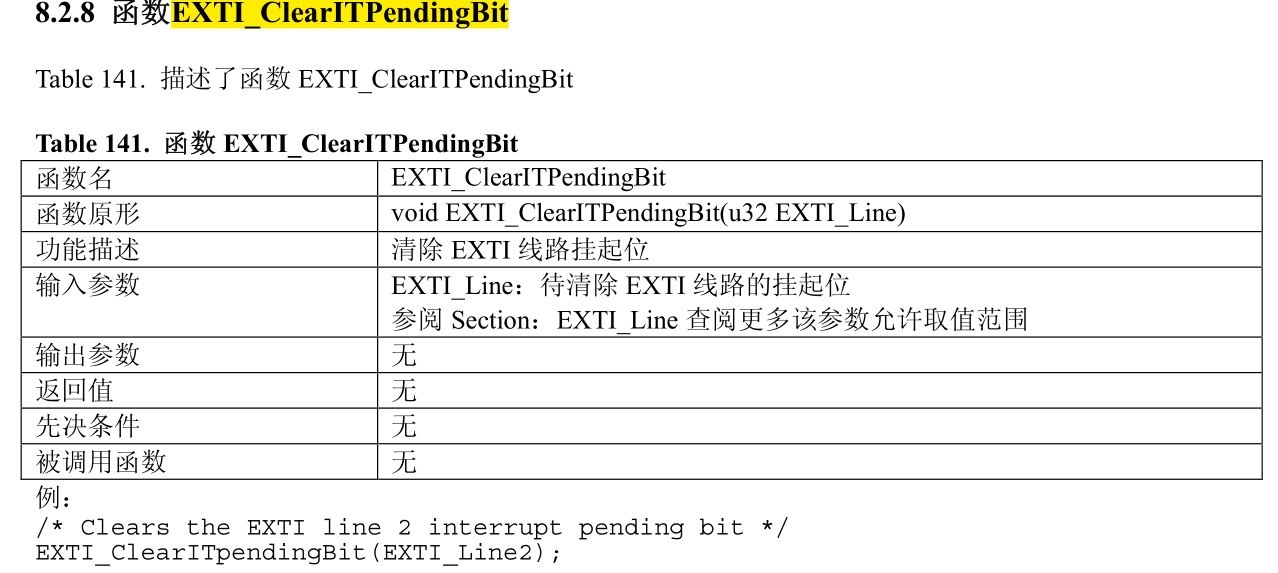 8.2.8 函数EXTI_ClearITPendingBit
Table 141. 描述了函数 EXTI_ClearITPendingBit
Table 141. 函数 EXTI_ClearITPendingBit
函数名 EXTI_ClearITPendingBit
函数原形 void EXTI_ClearITPendingBit(u32 EXTI_Line)
功能描述 清除 EXTI 线路挂起位
输入参数 EXTI_Line：待清除 EXTI 线路的挂起位
参阅 Section：EXTI_Line 查阅更多该参数允许取值范围
输出参数 无
返回值 无
先决条件 无
被调用函数 无
例：
/* Clears the EXTI line 2 interrupt pending bit */
EXTI_ClearITpendingBit(EXTI_Line2);